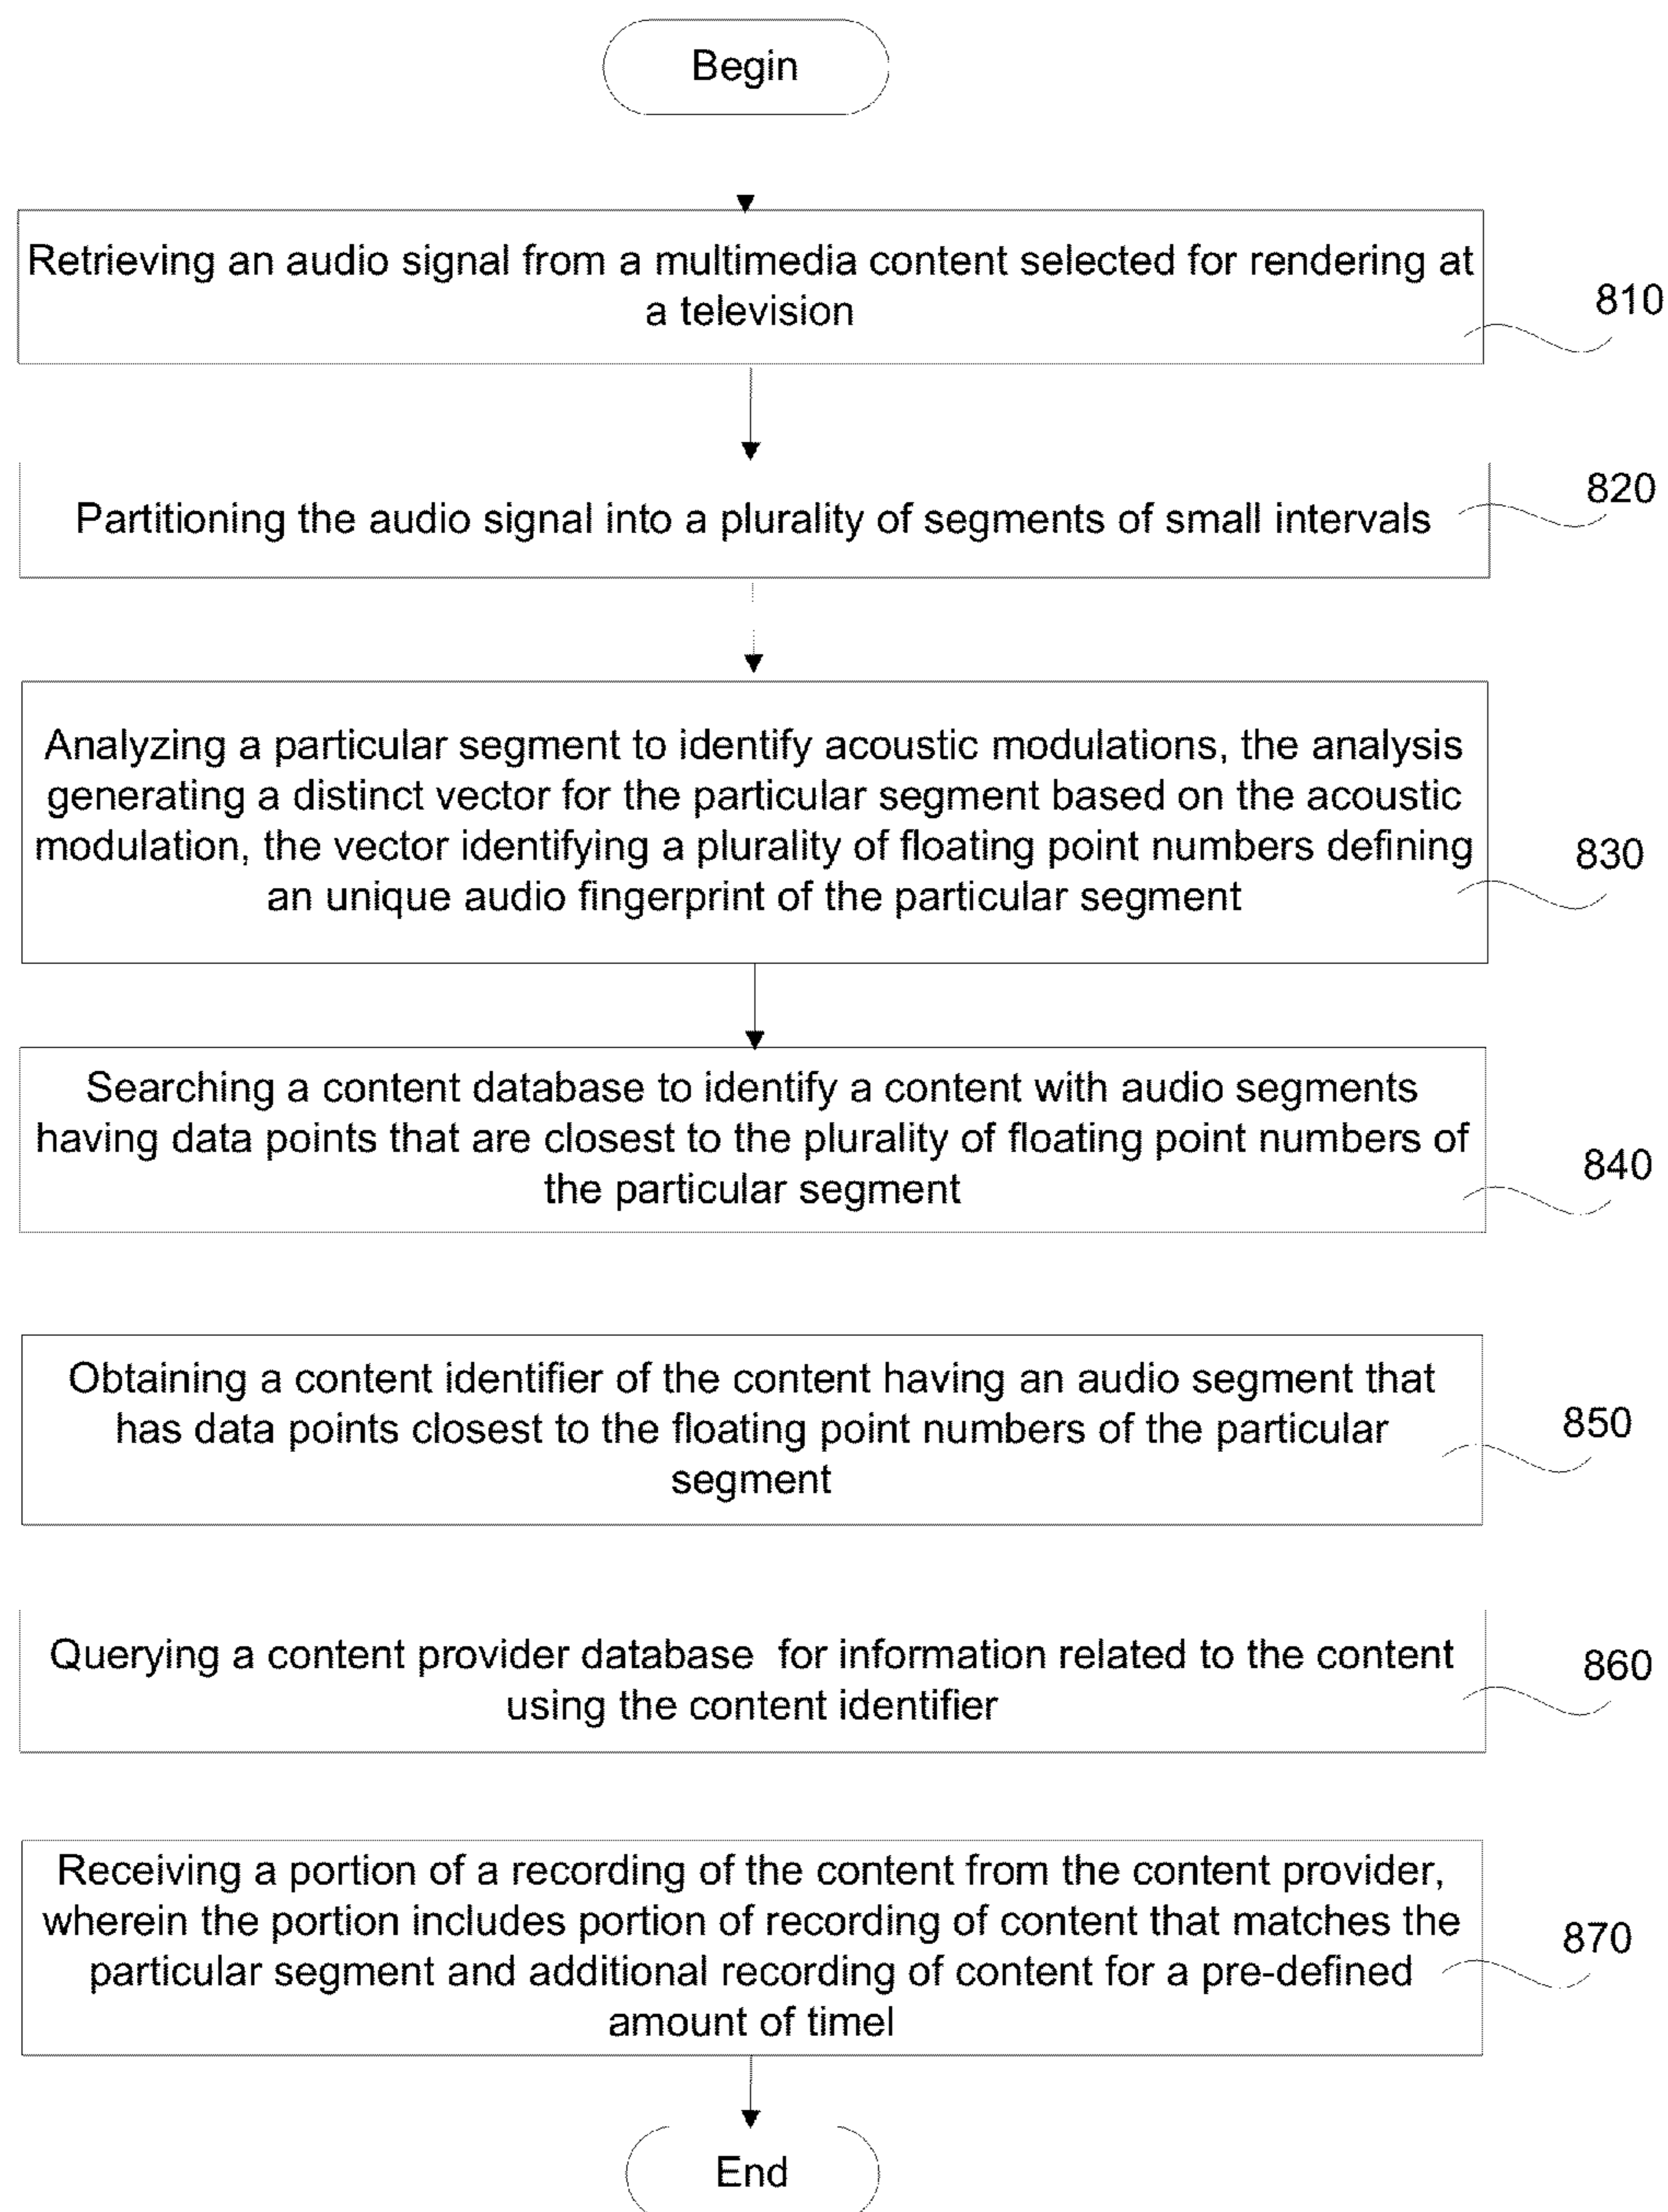 Begin
Retrieving an audio signal from a multimedia content selected for rendering at
a television
810
Partitioning the audio signal into a plurality of segments of small intervals
820
Analyzing a particular segment to identify acoustic modulations, the analysis
generating a distinct vector for the particular segment based on the acoustic
modulation, the vector identifying a plurality of floating point numbers defining
an unique audio fingerprint of the particular segment
830
Searching a content database to identify a content with audio segments
having data points that are closest to the plurality of floating point numbers of
the particular segment
840
Obtaining a content identifier of the content having an audio segment that
has data points closest to the floating point numbers of the particular
segment
850
Querying a content provider database  for information related to the content
using the content identifier
860
Receiving a portion of a recording of the content from the content provider,
wherein the portion includes portion of recording of content that matches the
particular segment and additional recording of content for a pre-defined
amount of timel
870
End